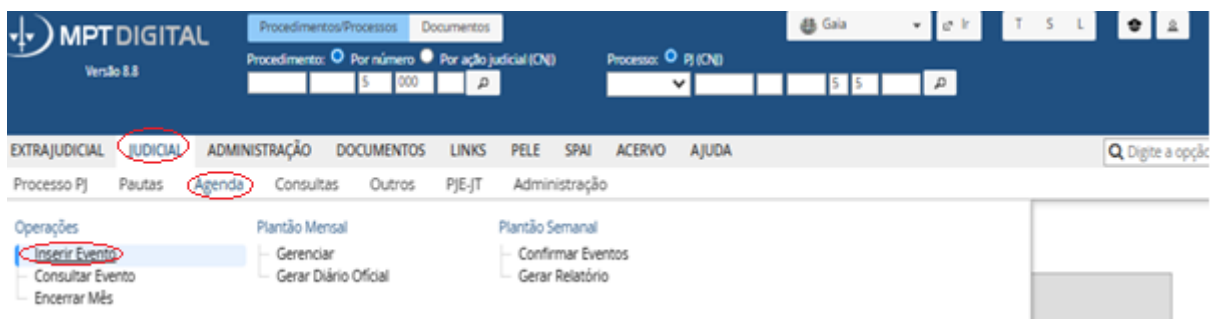 MPT DIGITAL
Versão 8.8
Procedimentos/Processos Documentos
Gaia Ir T S L
Procedimento: Por número Por ação judicial (CNJ) Processo: PJ (CNJ)
5 000 5 5
EXTRAJUDICIAL JUDICIAL ADMINISTRAÇÃO DOCUMENTOS LINKS PELE SPAI ACERVO AJUDA Digite a opção
Processo PJ Pautas Agenda Consultas Outros PJE-JT Administração
Operações Plantão Mensal Plantão Semanal
Inserir Evento Gerenciar Confirmar Eventos
Consultar Evento Gerar Diário Oficial Gerar Relatório
Encerrar Mês